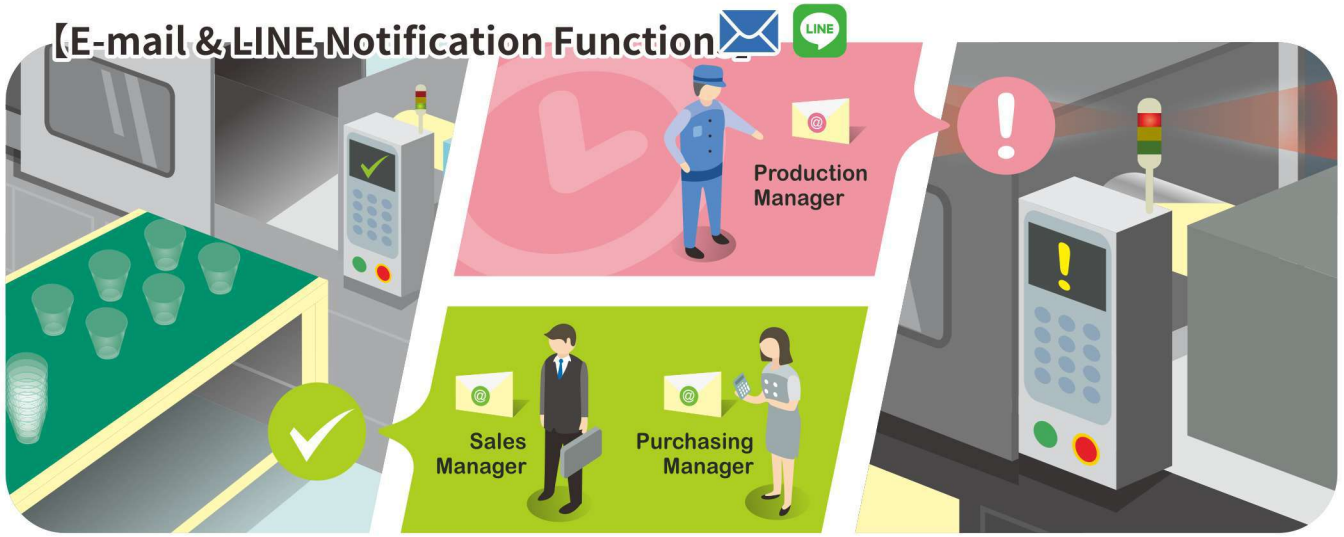 【E-mail & LINE Notification Function】
LINE
Production
Manager
Sales
Manager
Purchasing
Manager